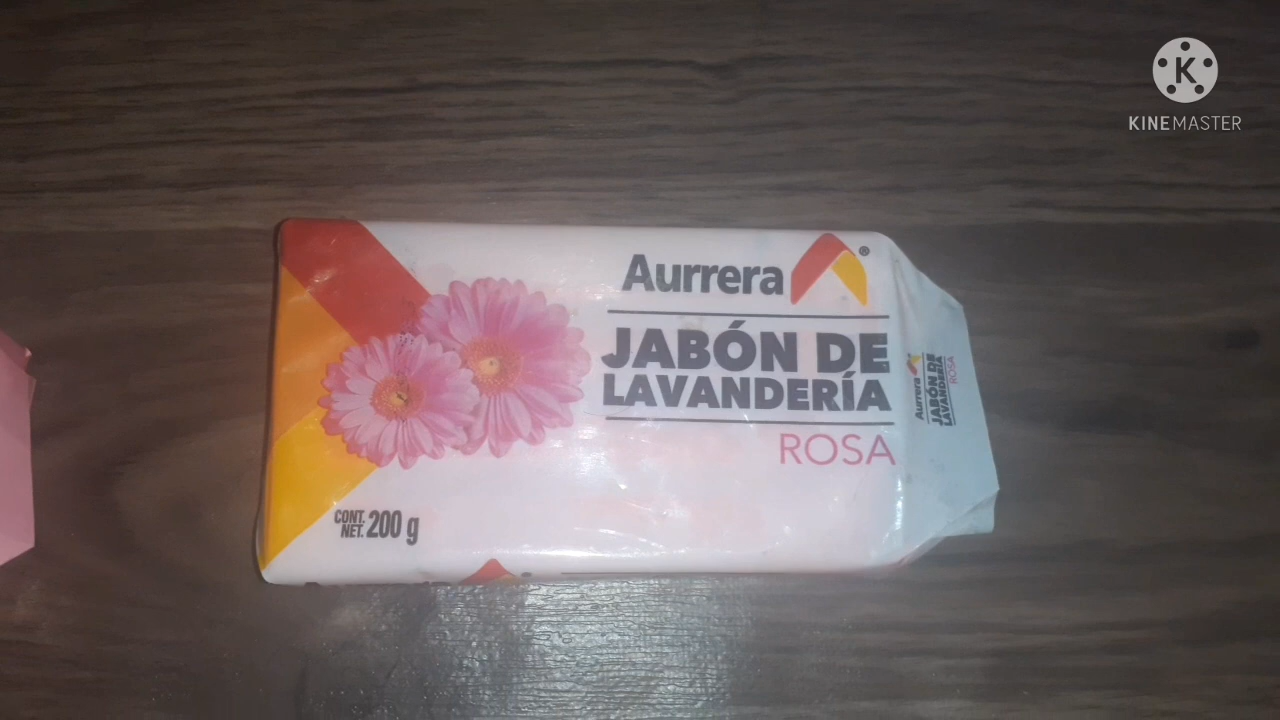 K
KINEMASTER
Aurrera®
JABÓN DE
LAVANDERÍA
ROSA
CONT.
NET. 200 g
Aurrera
JABÓN DE
LAVANDERÍA
ROSA